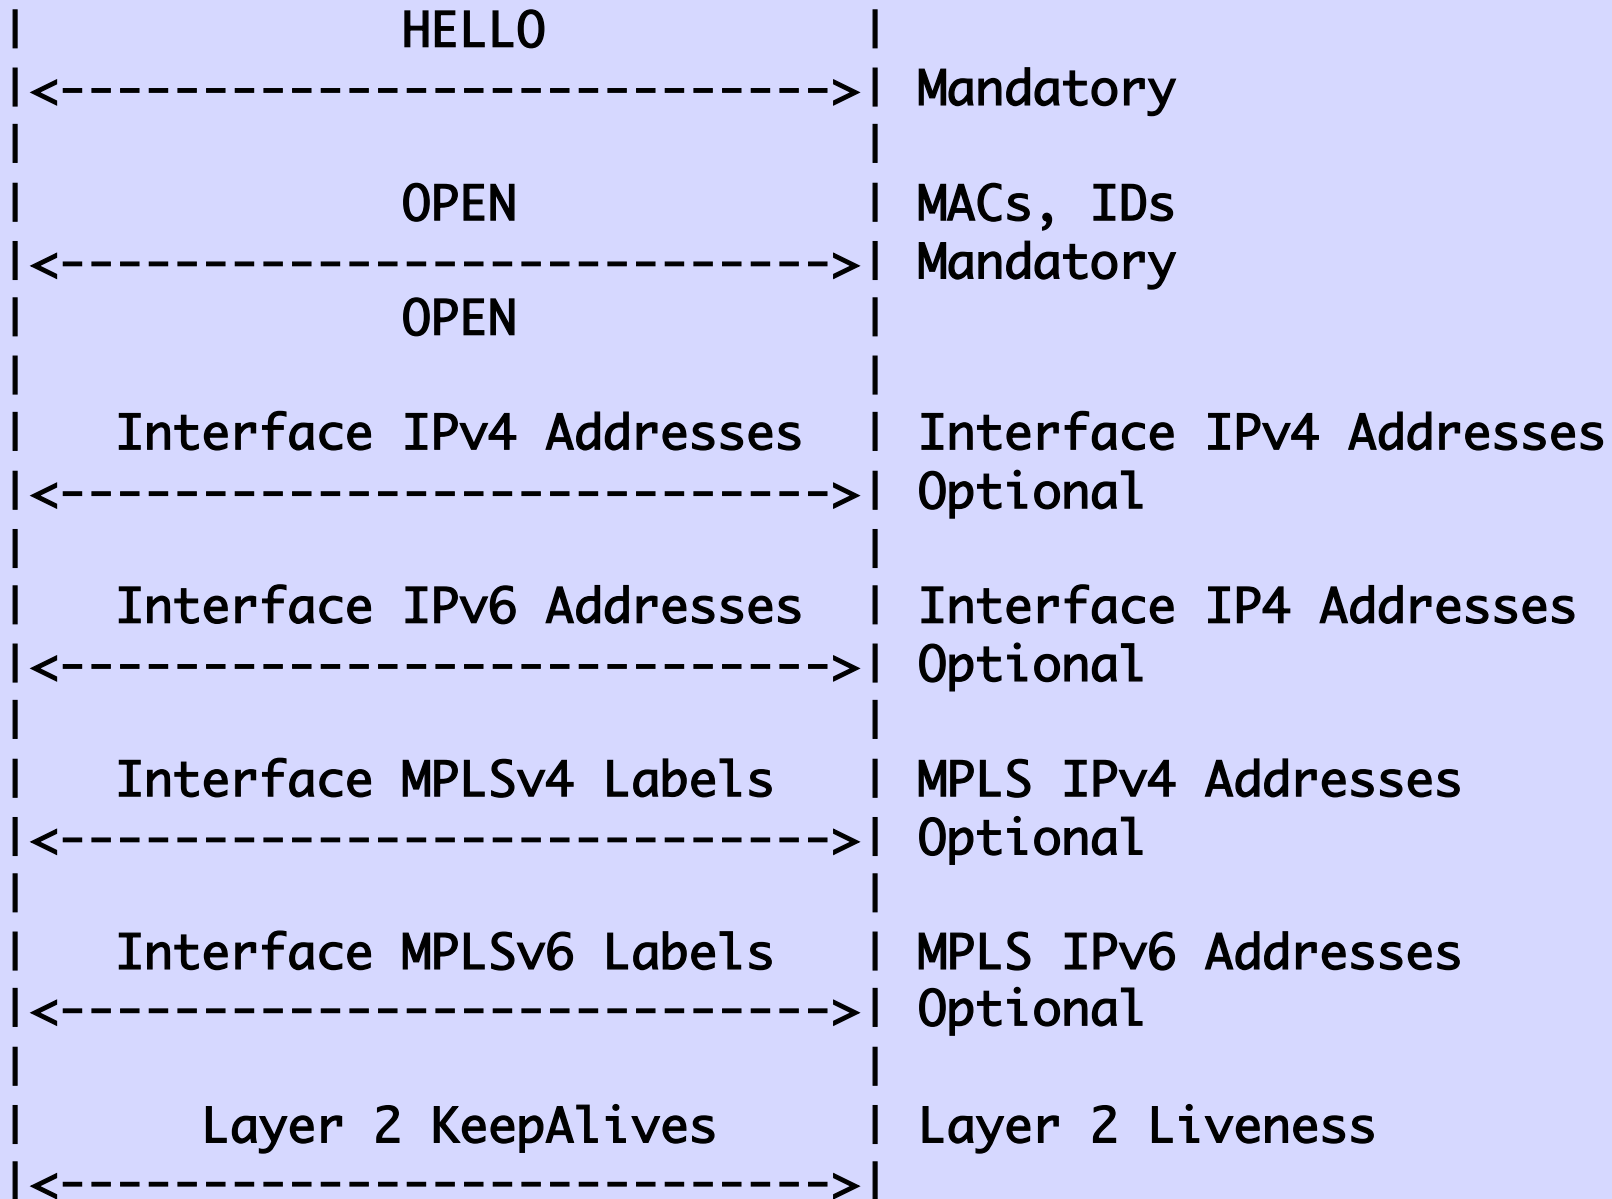 |             HELLO           |
|<--------------------------->| Mandatory
|                             |
|             OPEN            | MACs, IDs
|<--------------------------->| Mandatory
|             OPEN            |
|                             |
|   Interface IPv4 Addresses  | Interface IPv4 Addresses
|<--------------------------->| Optional
|                             |
|   Interface IPv6 Addresses  | Interface IP4 Addresses
|<--------------------------->| Optional
|                             |
|   Interface MPLSv4 Labels   | MPLS IPv4 Addresses
|<--------------------------->| Optional
|                             |
|   Interface MPLSv6 Labels   | MPLS IPv6 Addresses
|<--------------------------->| Optional
|                             |
|      Layer 2 KeepAlives     | Layer 2 Liveness
|<--------------------------->|